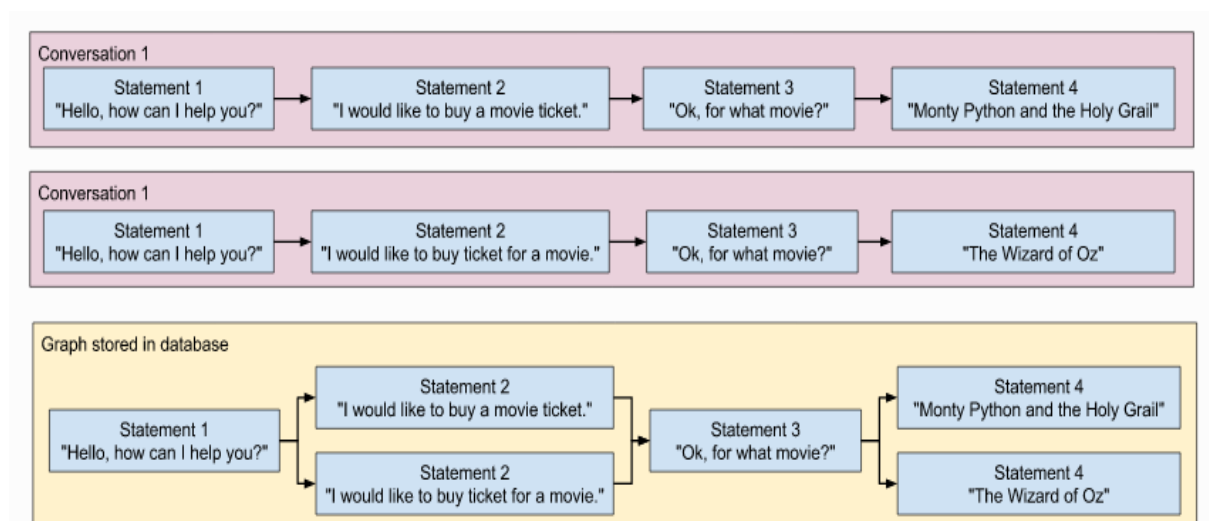 Conversation 1
Statement 1
"Hello, how can I help you?"
Statement 2
"I would like to buy a movie ticket."
Statement 3
"Ok, for what movie?"
Statement 4
"Monty Python and the Holy Grail"
Conversation 1
Statement 1
"Hello, how can I help you?"
Statement 2
"I would like to buy ticket for a movie."
Statement 3
"Ok, for what movie?"
Statement 4
"The Wizard of Oz"
Graph stored in database
Statement 1
"Hello, how can I help you?"
Statement 2
"I would like to buy a movie ticket."
Statement 2
"I would like to buy ticket for a movie."
Statement 3
"Ok, for what movie?"
Statement 4
"Monty Python and the Holy Grail"
Statement 4
"The Wizard of Oz"